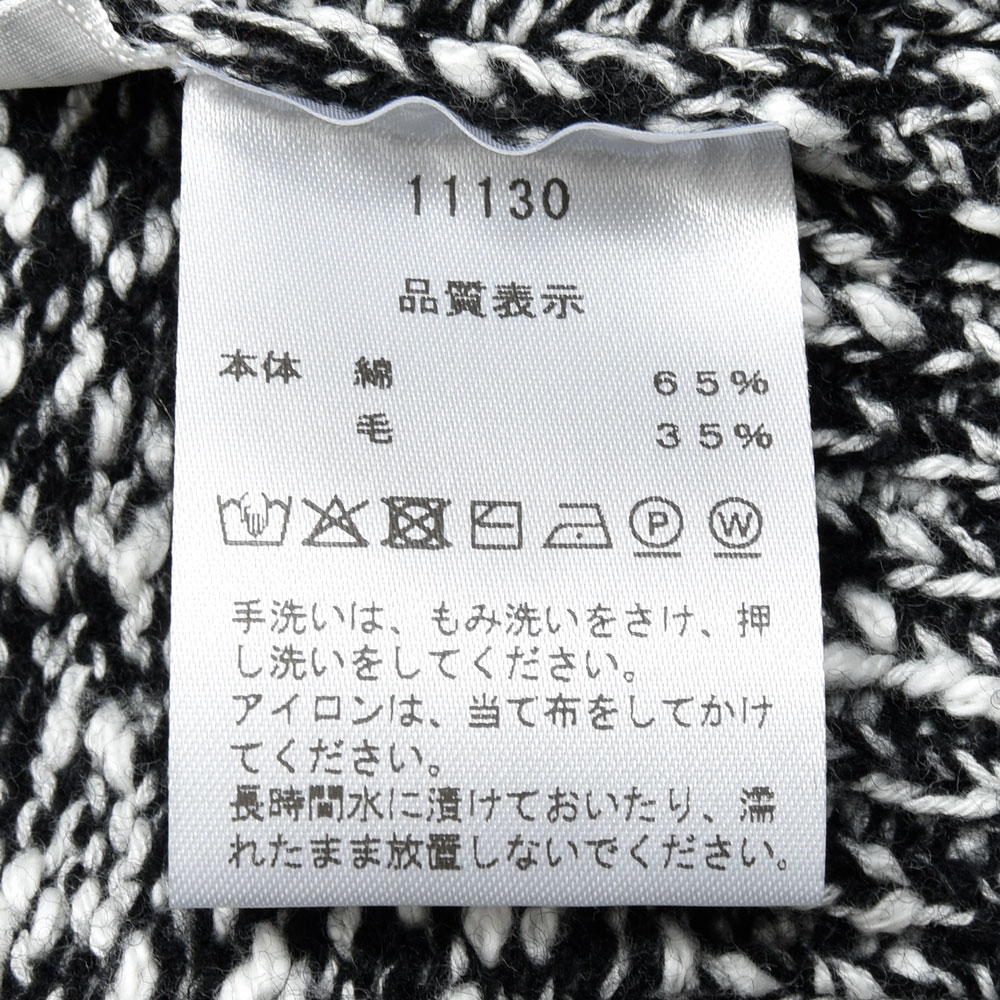 11130
品質表示
本体 綿 65%
毛 35%
P W
手洗いは、もみ洗いをさけ、押
し洗いをしてください。
アイロンは、当て布をしてかけ
てください。
長時間水に漬けておいたり、濡
れたまま放置しないでください。